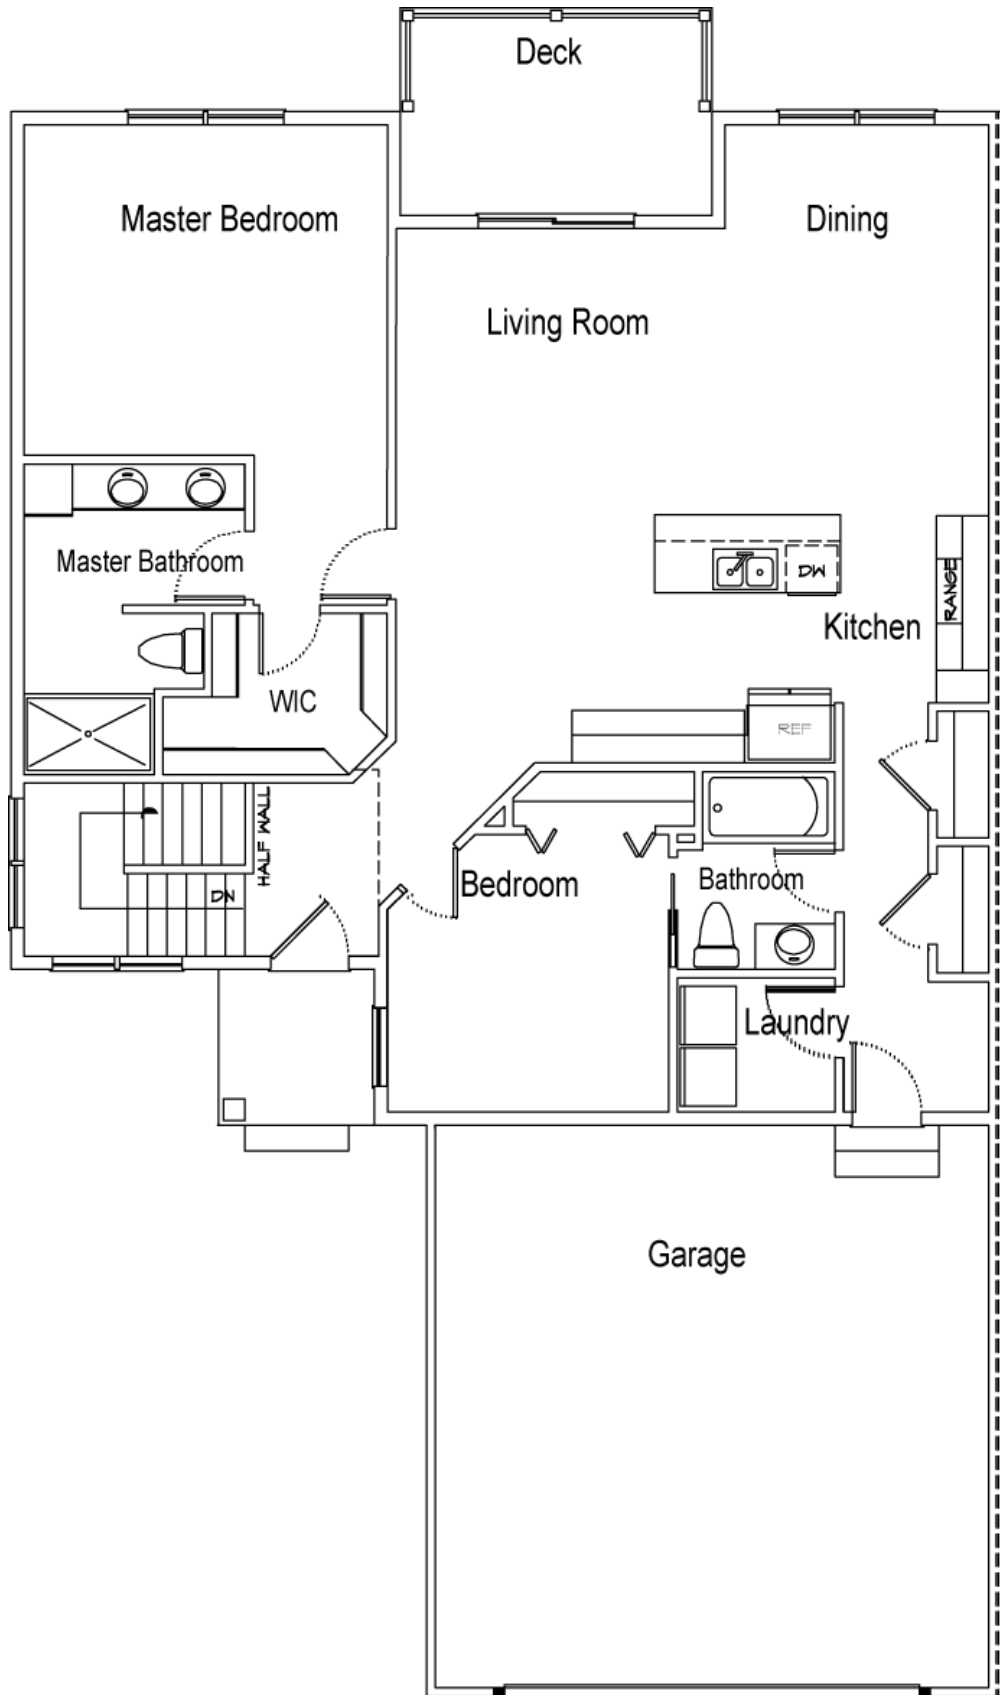 Deck
Master Bedroom
Dining
Living Room
Master Bathroom
DW
RANGE
Kitchen
WIC
REF
HALF WALL
DN
Bedroom
Bathroom
Laundry
Garage